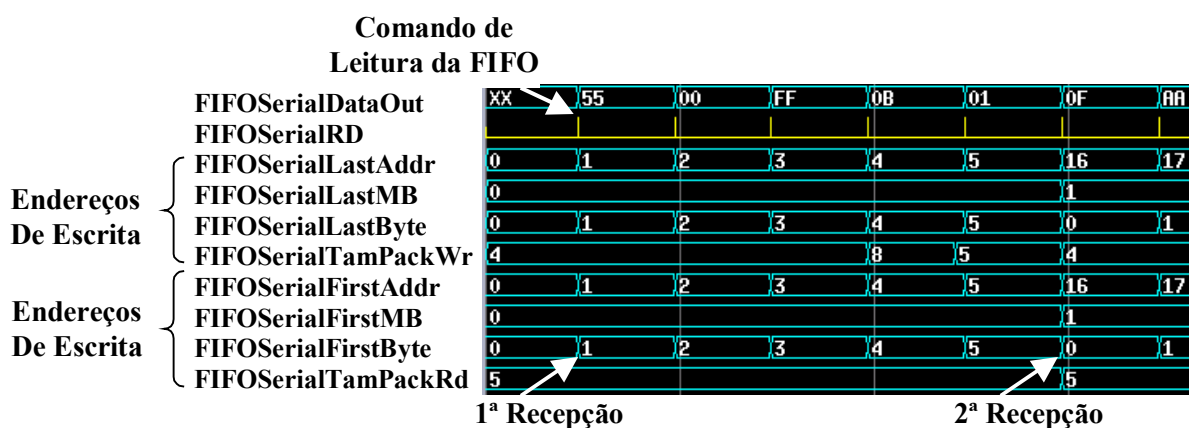 Comando de
Leitura da FIFO
FIFOSerialDataOut XX 55 00 FF 0B 01 0F AA
FIFOSerialRD
FIFOSerialLastAddr 0 1 2 3 4 5 16 17
FIFOSerialLastMB 0 1
FIFOSerialLastByte 0 1 2 3 4 5 0 1
FIFOSerialTamPackWr 4 8 5 4
Endereços
De Escrita
FIFOSerialFirstAddr 0 1 2 3 4 5 16 17
FIFOSerialFirstMB 0 1
FIFOSerialFirstByte 0 1 2 3 4 5 0 1
FIFOSerialTamPackRd 5 5
Endereços
De Escrita
1ª Recepção 2ª Recepção